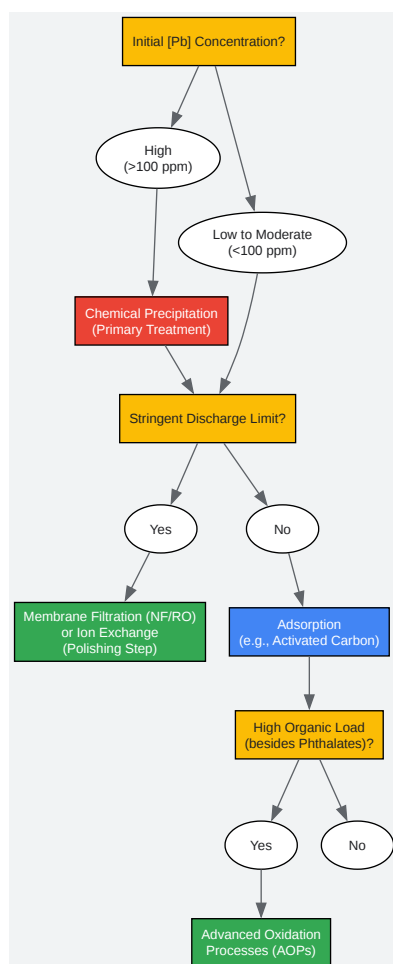 Initial [Pb] Concentration?
High
(>100 ppm)
Low to Moderate
(<100 ppm)
Chemical Precipitation
(Primary Treatment)
Stringent Discharge Limit?
Yes
No
Membrane Filtration (NF/RO)
or Ion Exchange
(Polishing Step)
Adsorption
(e.g., Activated Carbon)
High Organic Load
(besides Phthalates)?
Yes
No
Advanced Oxidation
Processes (AOPs)